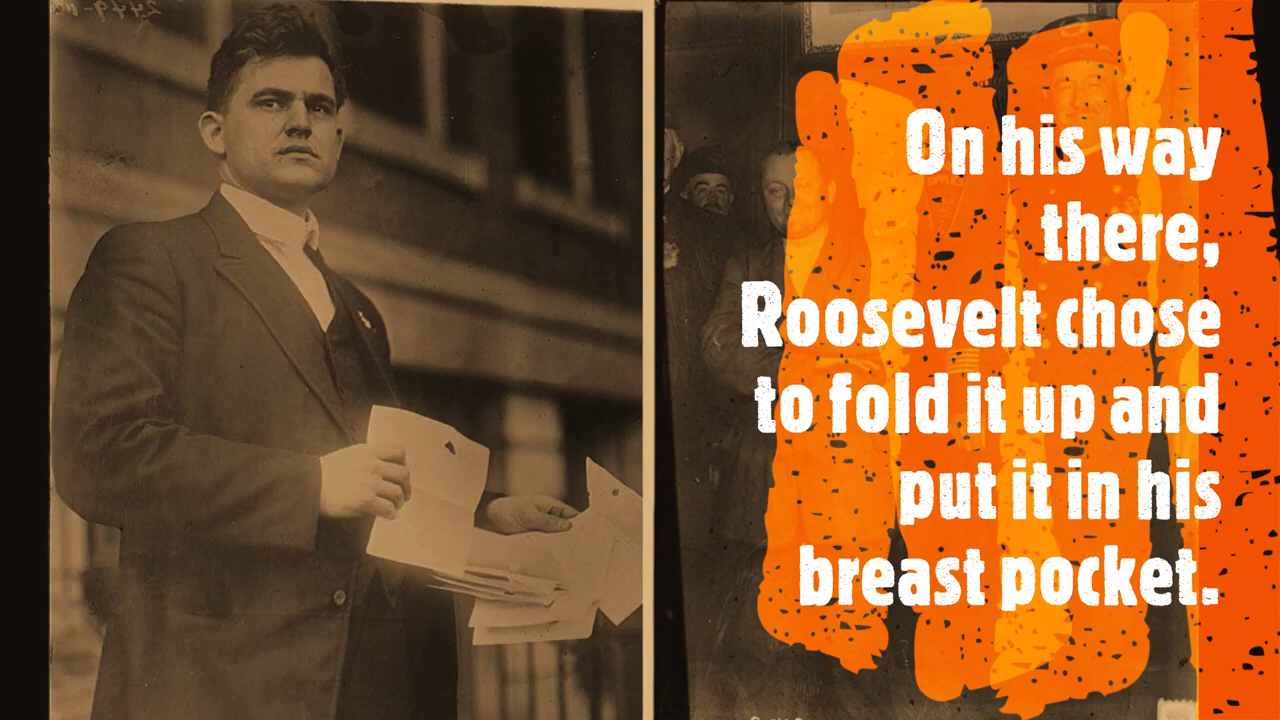 On his way
there,
Roosevelt chose
to fold it up and
put it in his
breast pocket.